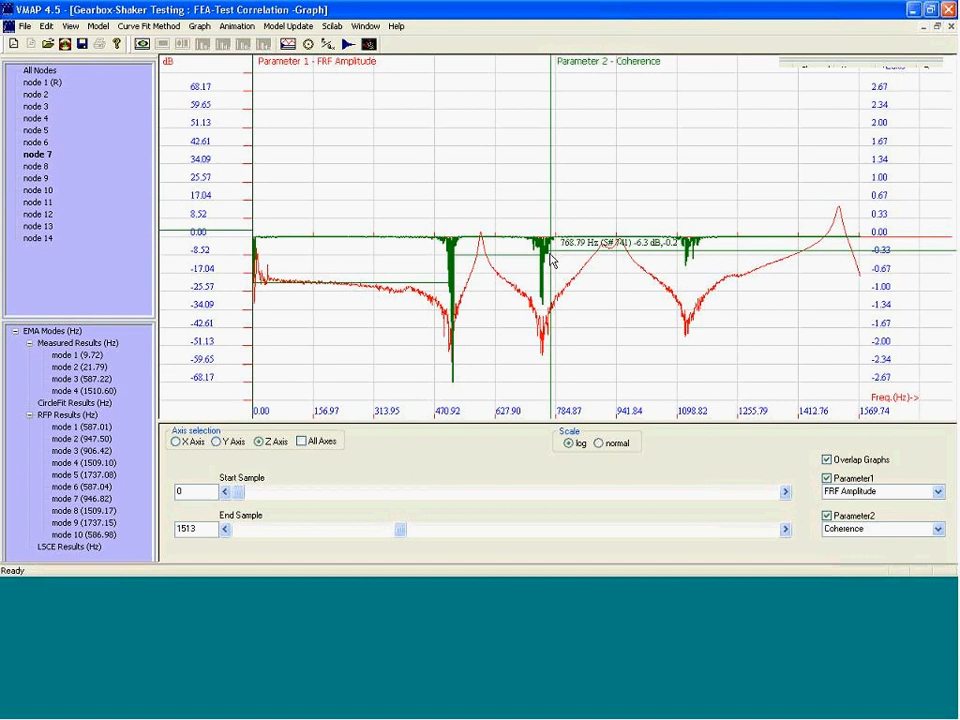 VMAP 4.5 - [Gearbox-Shaker Testing : FEA-Test Correlation -Graph]
File Edit View Model Curve Fit Method Graph Animation Model Update Scilab Window Help
All Nodes
node 1 (R)
node 2
node 3
node 4
node 5
node 6
node 7
node 8
node 9
node 10
node 11
node 12
node 13
node 14
EMA Modes (Hz)
Measured Results (Hz)
mode 1 (9.72)
mode 2 (21.79)
mode 3 (587.22)
mode 4 (1510.60)
CircleFit Results (Hz)
RFP Results (Hz)
mode 1 (587.01)
mode 2 (947.50)
mode 3 (906.42)
mode 4 (1509.10)
mode 5 (1737.08)
mode 6 (587.04)
mode 7 (946.82)
mode 8 (1509.17)
mode 9 (1737.15)
mode 10 (586.98)
LSCE Results (Hz)
dB Parameter 1 - FRF Amplitude Parameter 2 - Coherence
68.17 2.67
59.65 2.34
51.13 2.00
42.61 1.67
34.09 1.34
25.57 1.00
17.04 0.67
8.52 0.33
0.00 0.00
768.79 Hz (S# 741) -6.3 dB,-0.2
-8.52 -0.33
-17.04 -0.67
-25.57 -1.00
-34.09 -1.34
-42.61 -1.67
-51.13 -2.00
-59.65 -2.34
-68.17 -2.67
Freq.(Hz)->
0.00 156.97 313.95 470.92 627.90 784.87 941.84 1098.82 1255.79 1412.76 1569.74
Axis selection
X Axis Y Axis Z Axis All Axes
Scale
log normal
Start Sample
0
End Sample
1513
Overlap Graphs
Parameter1
FRF Amplitude
Parameter2
Coherence
Ready